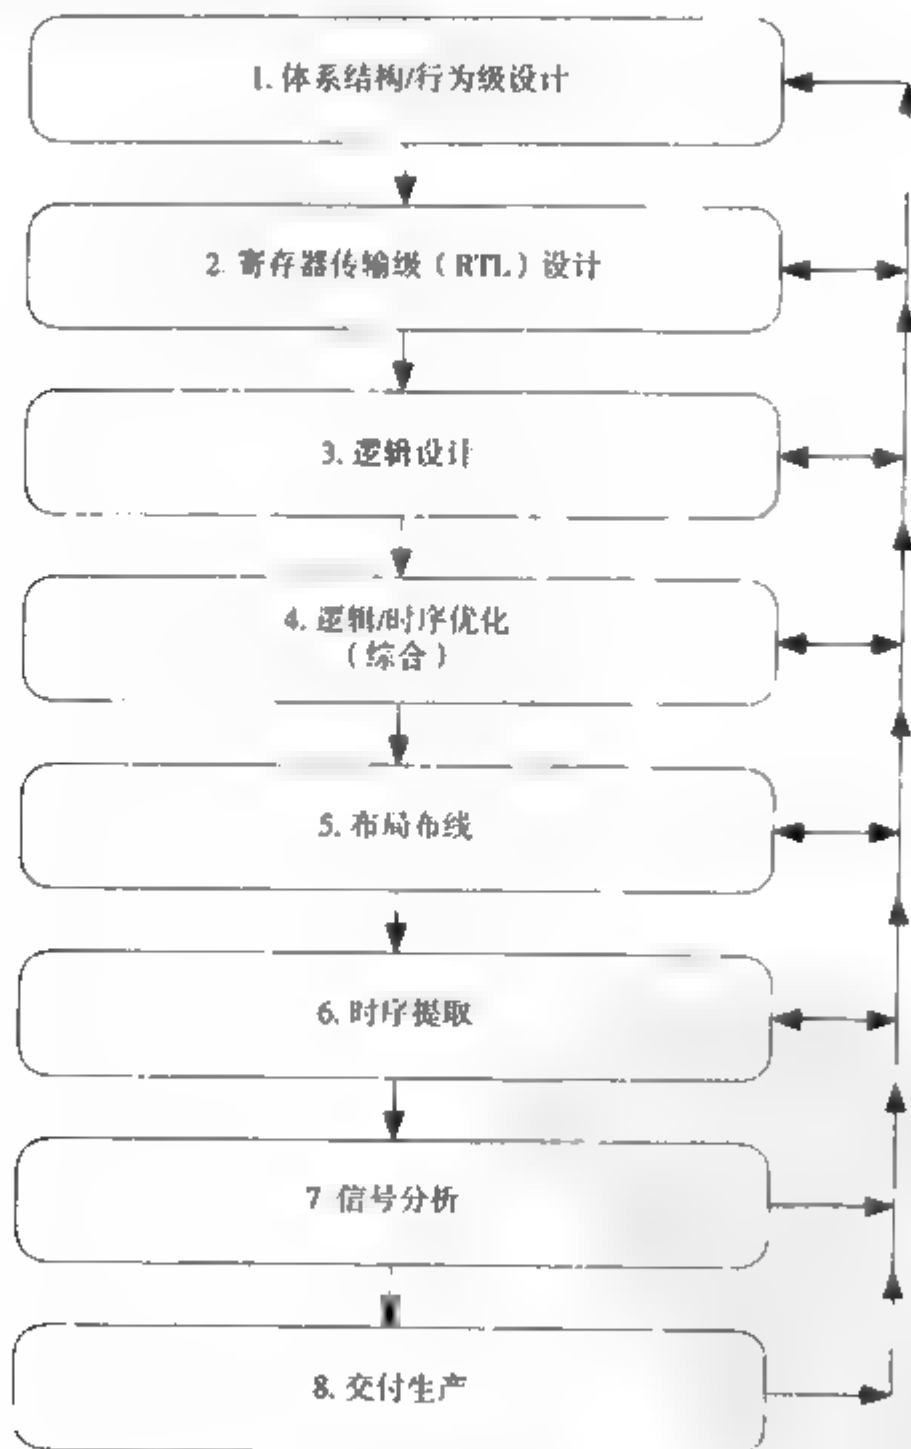 1. 体系结构/行为级设计
2. 寄存器传输级（RTL）设计
3. 逻辑设计
4. 逻辑/时序优化
（综合）
5. 布局布线
6. 时序提取
7 信号分析
8. 交付生产